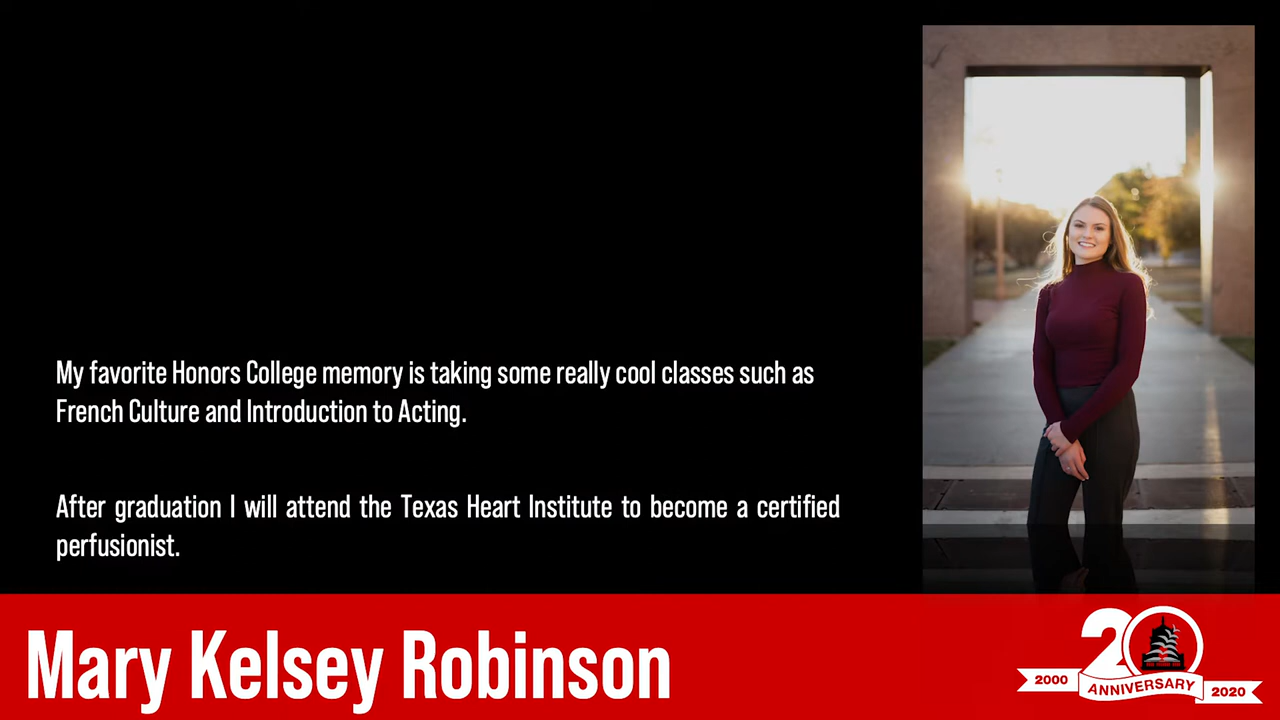 My favorite Honors College memory is taking some really cool classes such as
French Culture and Introduction to Acting.
After graduation I will attend the Texas Heart Institute to become a certified
perfusionist.
Mary Kelsey Robinson
20
2000
ANNIVERSARY
2020